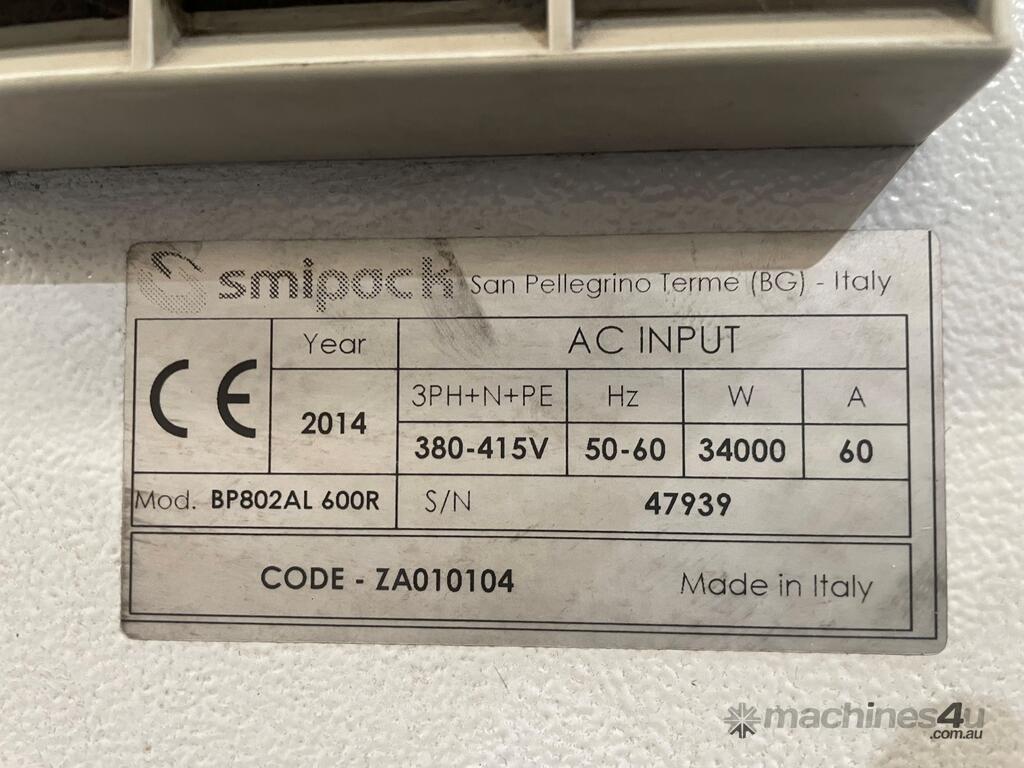 smipack San Pellegrino Terme (BG) - Italy
CE Year AC INPUT
2014 3PH+N+PE Hz W A
380-415V 50-60 34000 60
Mod. BP802AL 600R S/N 47939
CODE - ZA010104 Made in Italy
machines4u
.com.au